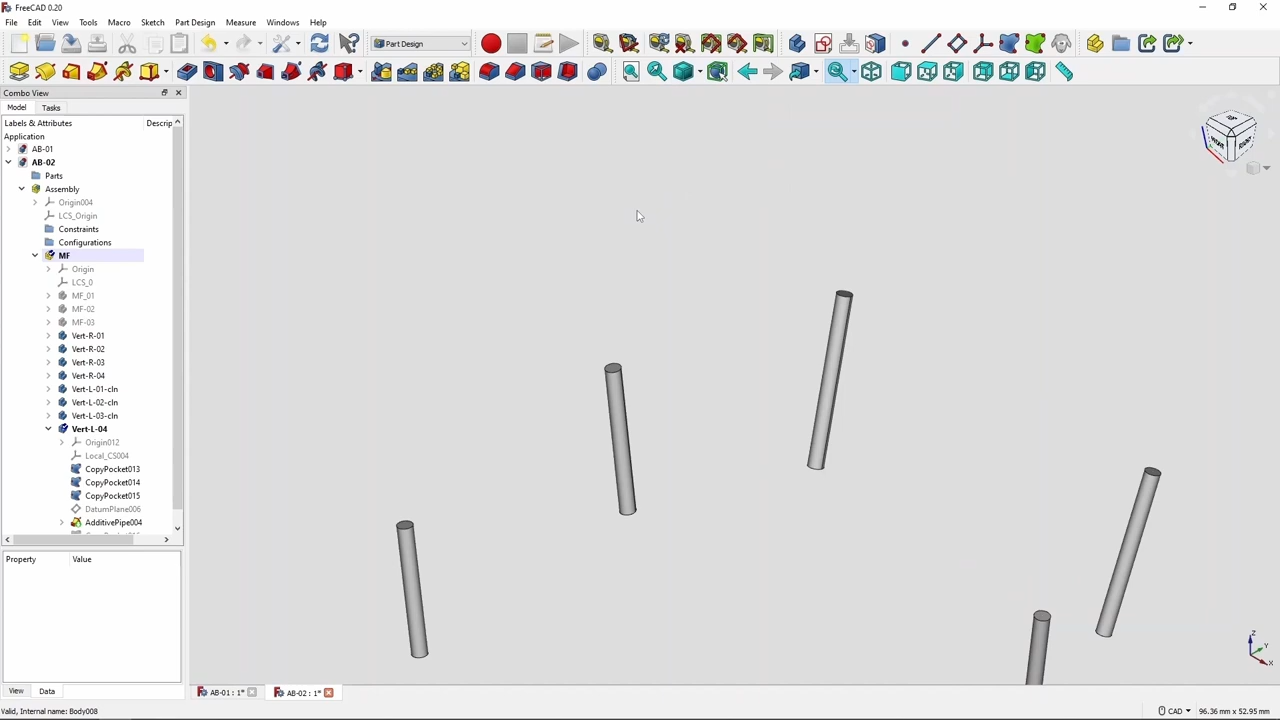 FreeCAD 0.20
File Edit View Tools Macro Sketch Part Design Measure Windows Help
Part Design
Combo View
Model Tasks
Labels & Attributes Descrip
Application
AB-01
AB-02
Parts
Assembly
Origin004
LCS_Origin
Constraints
Configurations
MF
Origin
LCS_0
MF_01
MF-02
MF-03
Vert-R-01
Vert-R-02
Vert-R-03
Vert-R-04
Vert-L-01-cln
Vert-L-02-cln
Vert-L-03-cln
Vert-L-04
Origin012
Local_CS004
CopyPocket013
CopyPocket014
CopyPocket015
DatumPlane006
AdditivePipe004
Property Value
View Data
AB-01 : 1* AB-02 : 1*
Valid, Internal name: Body008
CAD 96.36 mm x 52.95 mm
Z
Y
X